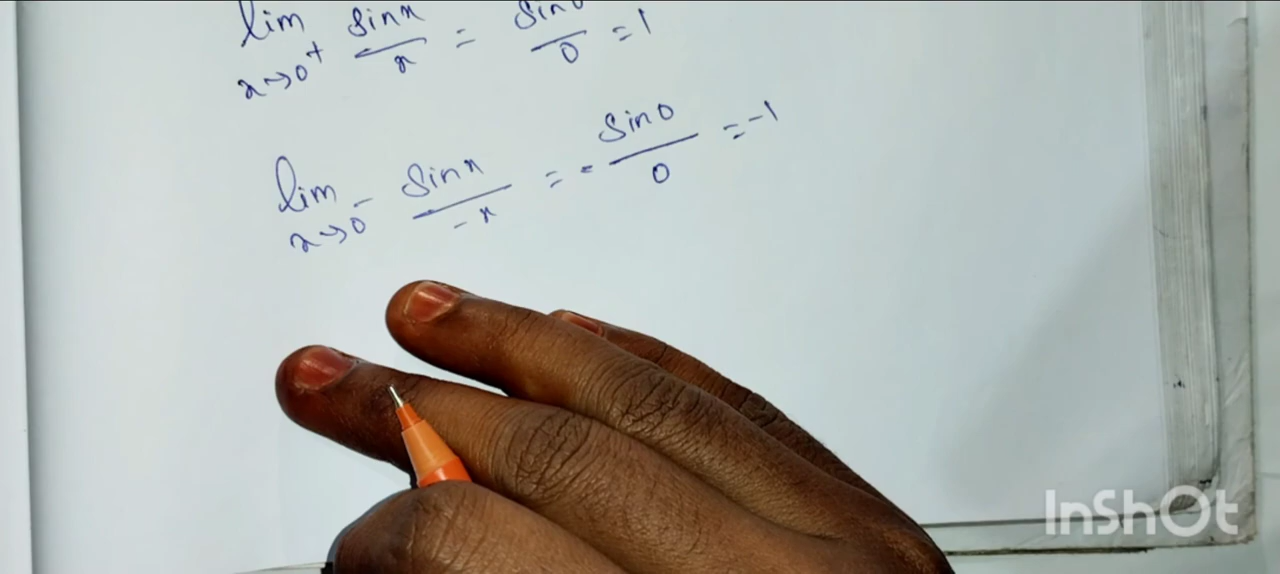 lim x→0⁺ sinx/x = sin0/0 = 1
lim x→0⁻ sinx/-x = - sin0/0 = -1
InShOt